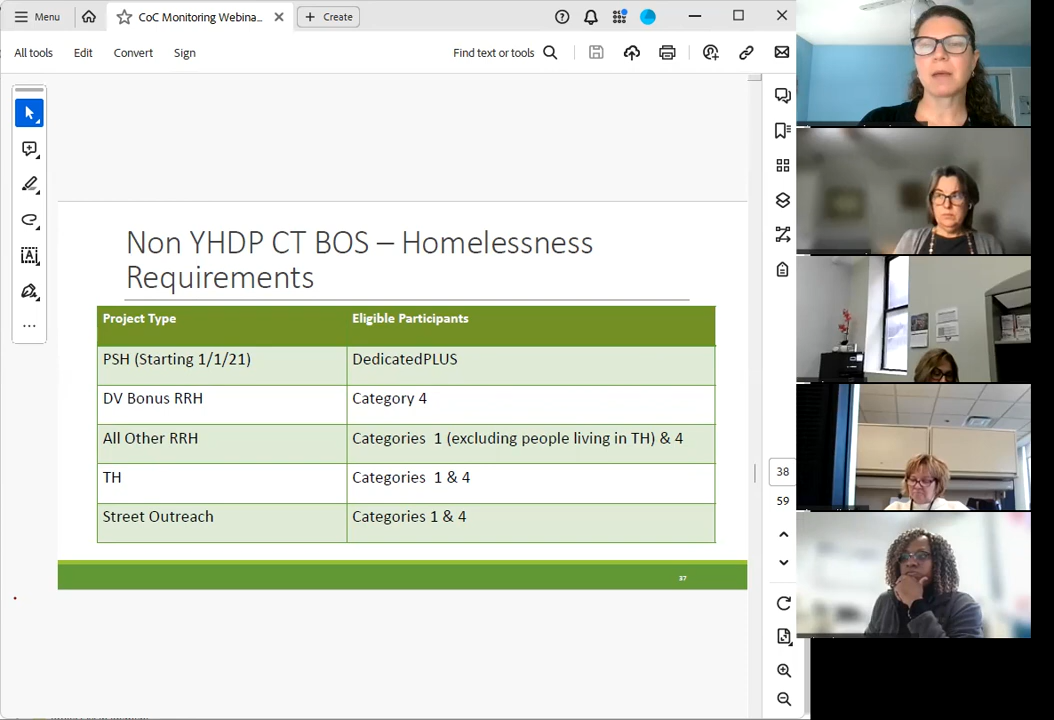 Menu
CoC Monitoring Webina...
Create
All tools
Edit
Convert
Sign
Find text or tools
Non YHDP CT BOS – Homelessness
Requirements
Project Type
Eligible Participants
PSH (Starting 1/1/21)
DedicatedPLUS
DV Bonus RRH
Category 4
All Other RRH
Categories 1 (excluding people living in TH) & 4
TH
Categories 1 & 4
Street Outreach
Categories 1 & 4
37
38
59